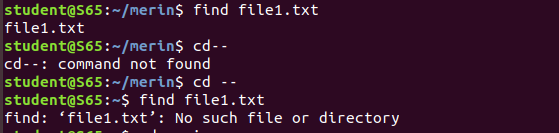 student@S65:~/merin$ find file1.txt
file1.txt
student@S65:~/merin$ cd--
cd--: command not found
student@S65:~/merin$ cd --
student@S65:~$ find file1.txt
find: ‘file1.txt’: No such file or directory